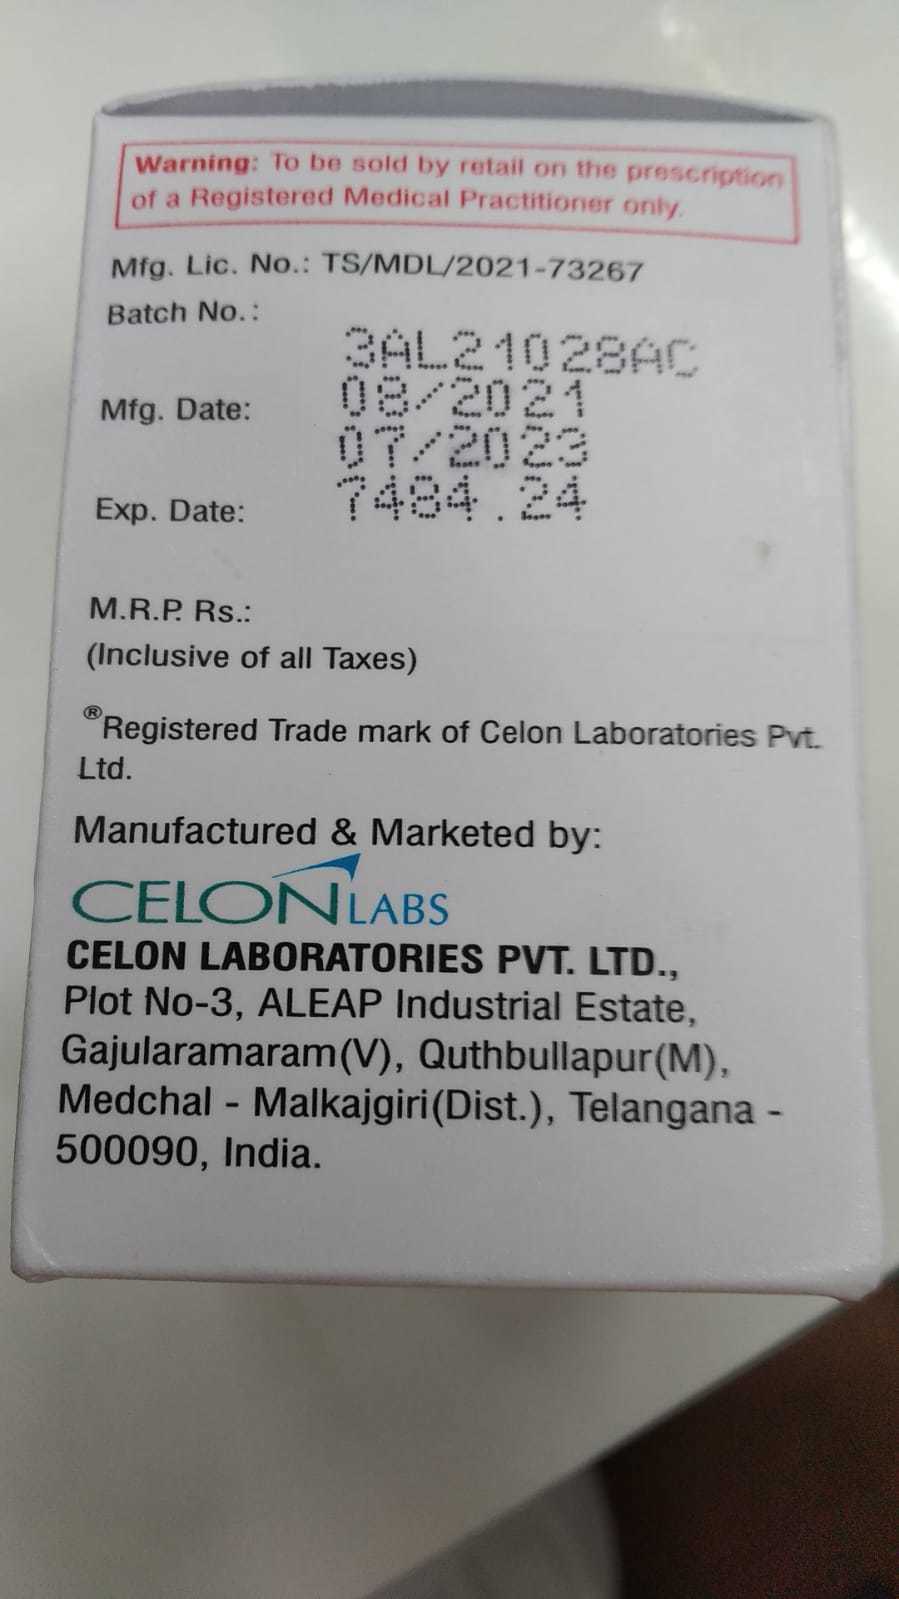 Warning: To be sold by retail on the prescription
of a Registered Medical Practitioner only.
Mfg. Lic. No.: TS/MDL/2021-73267
Batch No.:
3AL21028AC
Mfg. Date: 08/2021
07/2023
Exp. Date: 7484.24
M.R.P. Rs.:
(Inclusive of all Taxes)
®Registered Trade mark of Celon Laboratories Pvt.
Ltd.
Manufactured & Marketed by:
CELON LABS
CELON LABORATORIES PVT. LTD.,
Plot No-3, ALEAP Industrial Estate,
Gajularamaram(V), Quthbullapur(M),
Medchal - Malkajgiri(Dist.), Telangana -
500090, India.